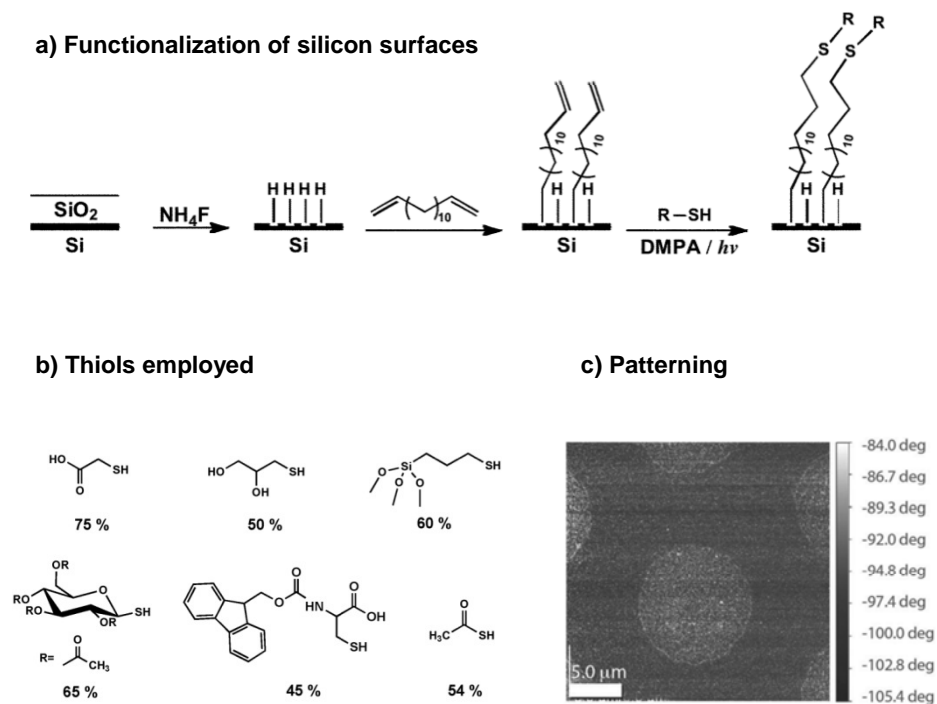 a) Functionalization of silicon surfaces
R
R
S
S
10
10
10
10
H
H
H
H
H H H H
SiO₂
NH₄F
10
R–SH
Si
Si
Si
DMPA / hν
Si
b) Thiols employed
c) Patterning
HO
SH
O
75 %
HO
SH
OH
50 %
Si
SH
O
O
O
60 %
OR
RO
O
RO
SH
OR
R=
O
CH₃
65 %
O
O
HN
O
OH
SH
45 %
O
H₃C
SH
54 %
5.0 µm
-84.0 deg
-86.7 deg
-89.3 deg
-92.0 deg
-94.8 deg
-97.4 deg
-100.0 deg
-102.8 deg
-105.4 deg